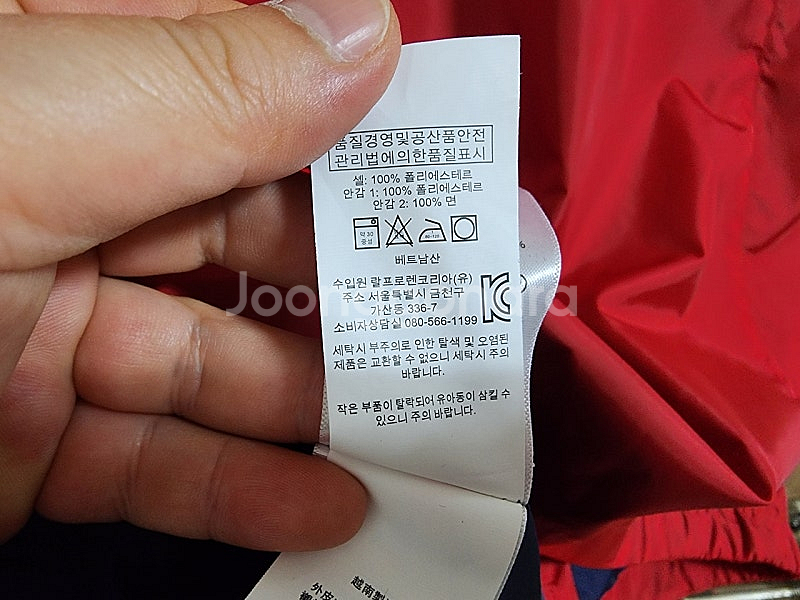 품질경영및공산품안전
관리법에의한품질표시
셀: 100% 폴리에스테르
안감 1: 100% 폴리에스테르
안감 2: 100% 면
약 30
중성
80-120
베트남산
수입원 랄프로렌코리아(유)
주소 서울특별시 금천구
가산동 336-7
소비자상담실 080-566-1199
세탁시 부주의로 인한 탈색 및 오염된
제품은 교환할 수 없으니 세탁시 주의
바랍니다.
작은 부품이 탈락되어 유아동이 삼킬 수
있으니 주의 바랍니다.
越南製
外皮